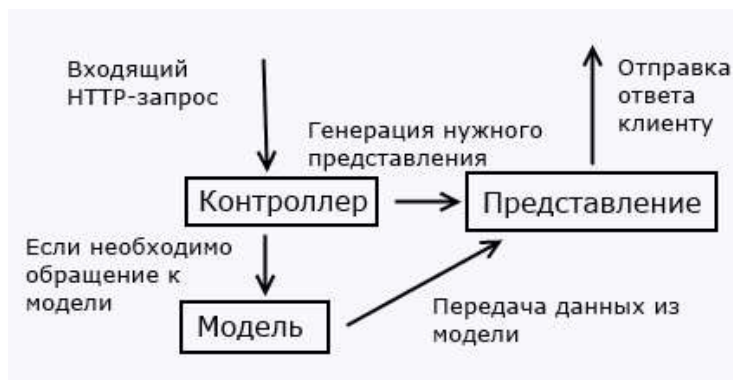 Входящий
HTTP-запрос
Отправка
ответа
клиенту
Генерация нужного
представления
Контроллер
Представление
Если необходимо
обращение к
модели
Модель
Передача данных из
модели